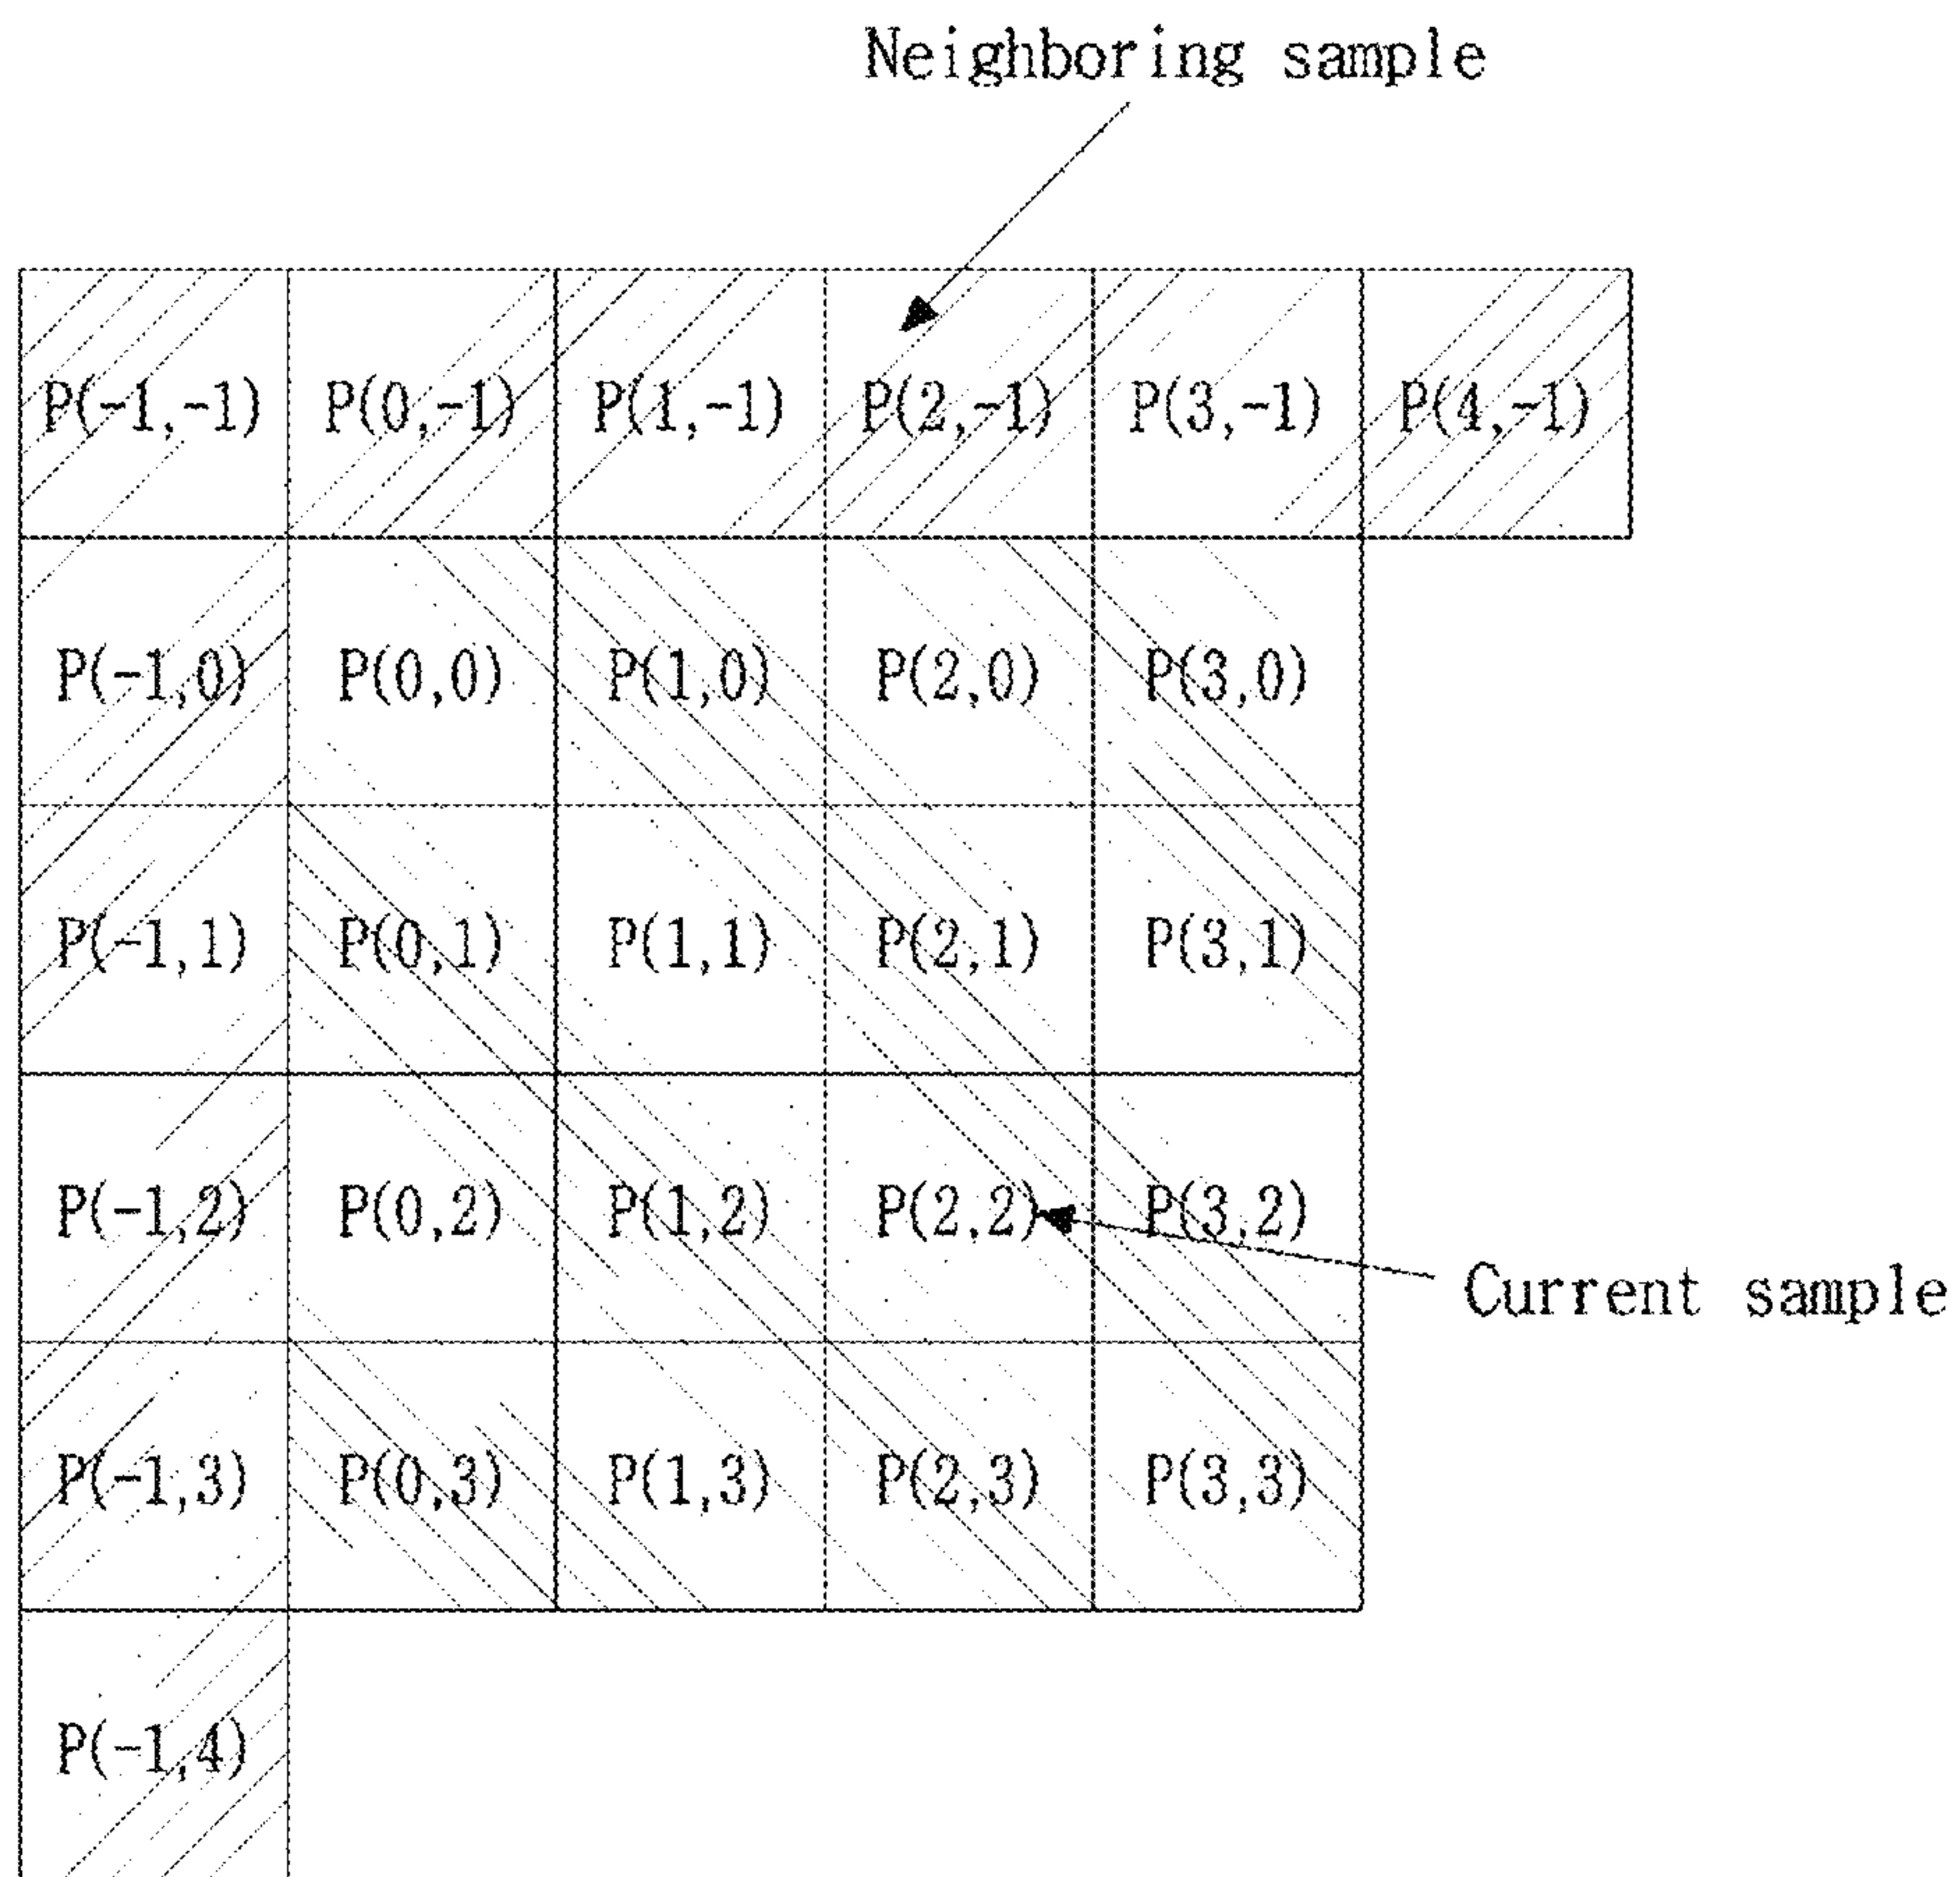 Neighboring sample
P(-1,-1) P(0,-1) P(1,-1) P(2,-1) P(3,-1) P(4,-1)
P(-1,0) P(0,0) P(1,0) P(2,0) P(3,0)
P(-1,1) P(0,1) P(1,1) P(2,1) P(3,1)
P(-1,2) P(0,2) P(1,2) P(2,2) P(3,2)
Current sample
P(-1,3) P(0,3) P(1,3) P(2,3) P(3,3)
P(-1,4)